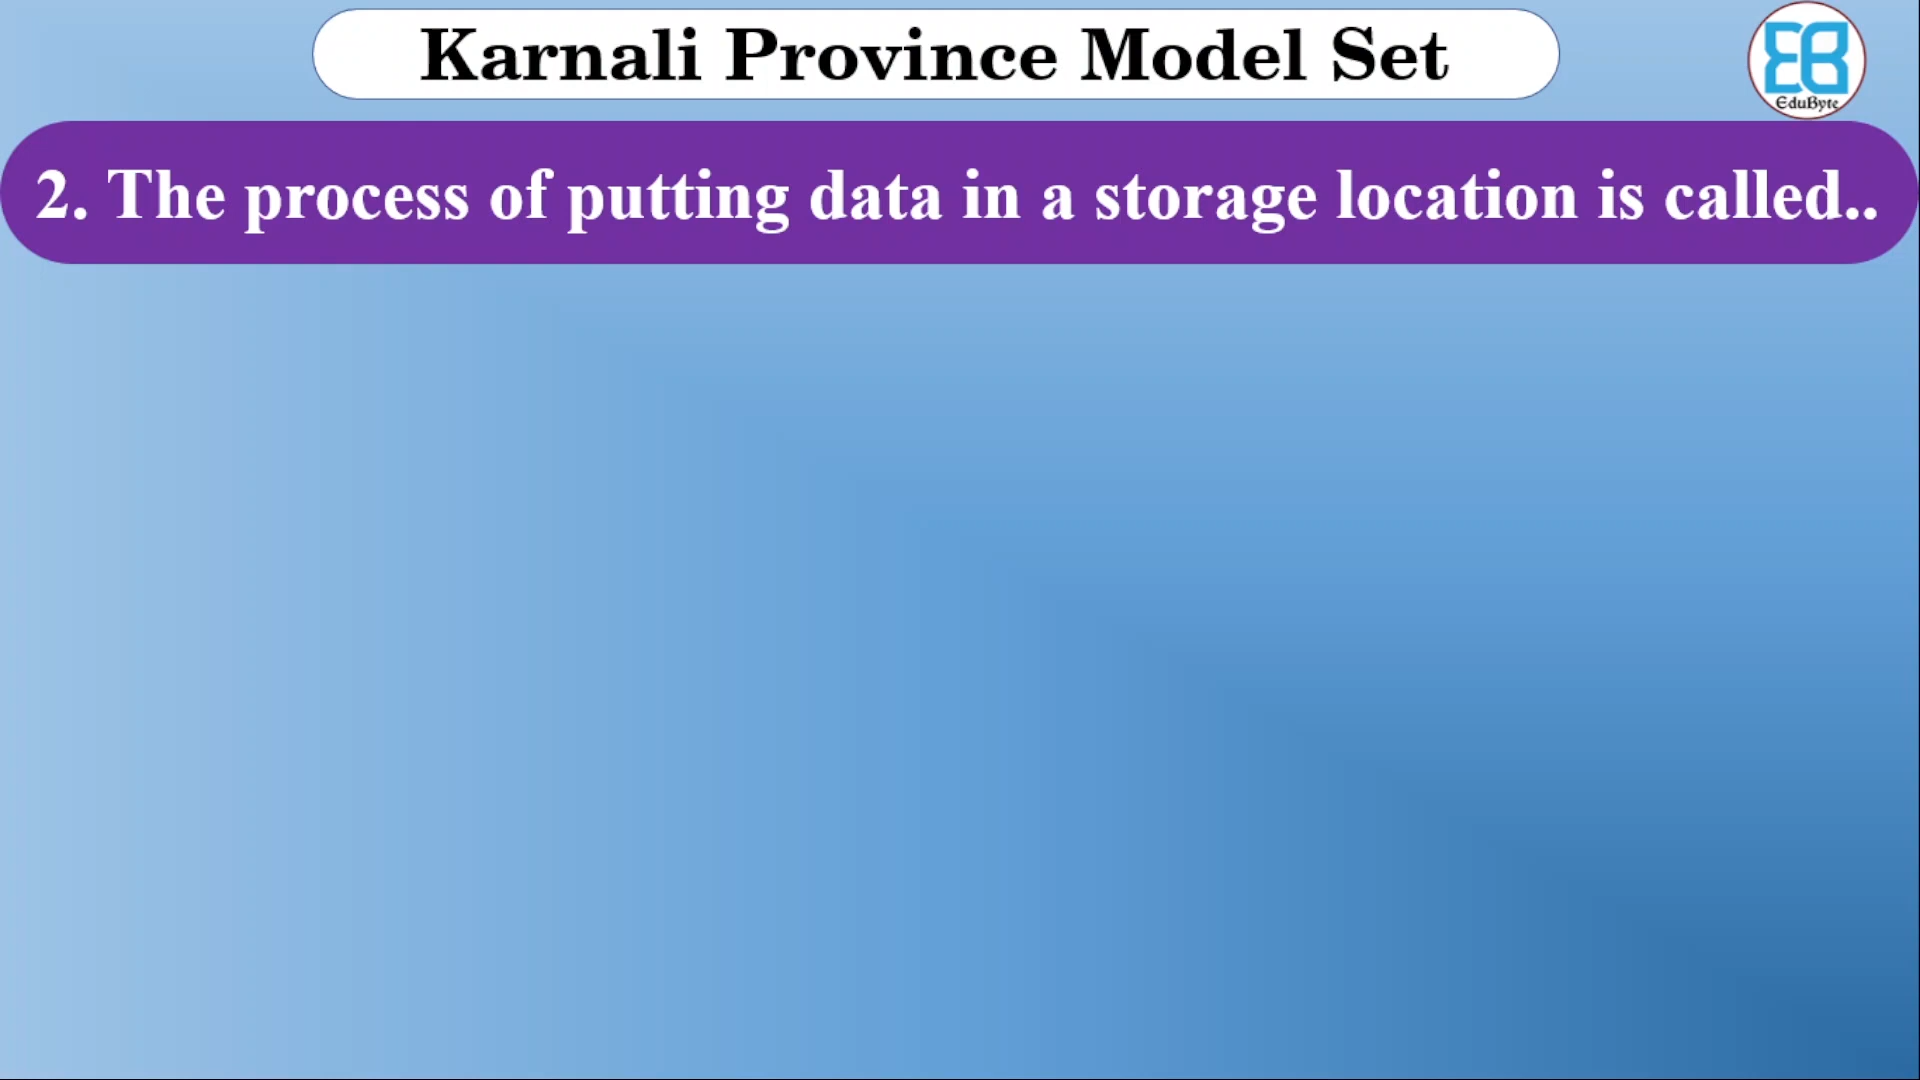 Karnali Province Model Set
EduByte
2. The process of putting data in a storage location is called..